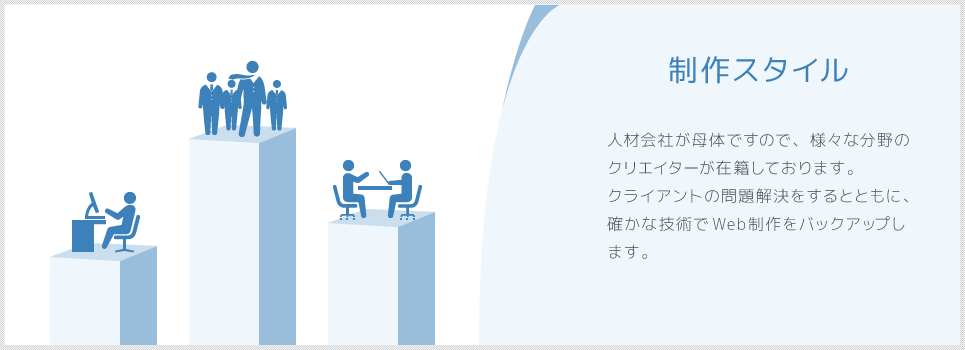 制作スタイル
人材会社が母体ですので、様々な分野の
クリエイターが在籍しております。
クライアントの問題解決をするとともに、
確かな技術でWeb制作をバックアップし
ます。